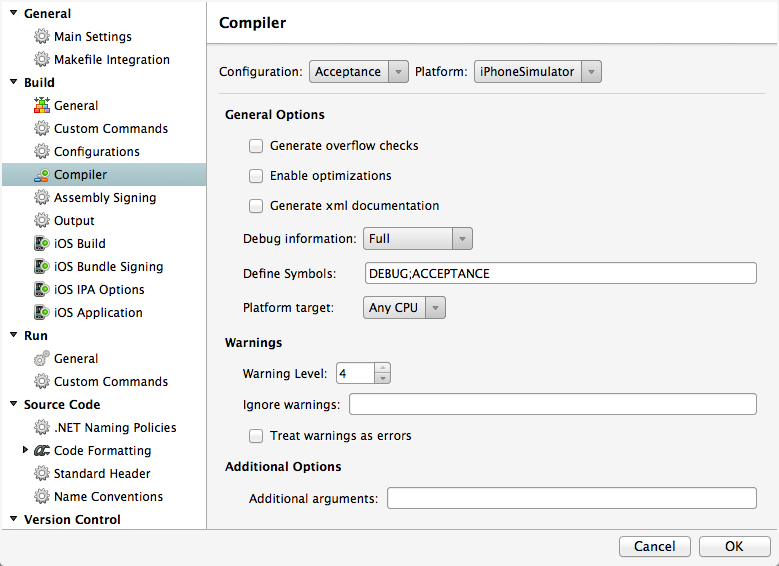 General
Main Settings
Makefile Integration
Build
General
Custom Commands
Configurations
Compiler
Assembly Signing
Output
iOS Build
iOS Bundle Signing
iOS IPA Options
iOS Application
Run
General
Custom Commands
Source Code
.NET Naming Policies
Code Formatting
Standard Header
Name Conventions
Version Control
Compiler
Configuration: Acceptance Platform: iPhoneSimulator
General Options
Generate overflow checks
Enable optimizations
Generate xml documentation
Debug information: Full
Define Symbols: DEBUG;ACCEPTANCE
Platform target: Any CPU
Warnings
Warning Level: 4
Ignore warnings:
Treat warnings as errors
Additional Options
Additional arguments:
Cancel OK